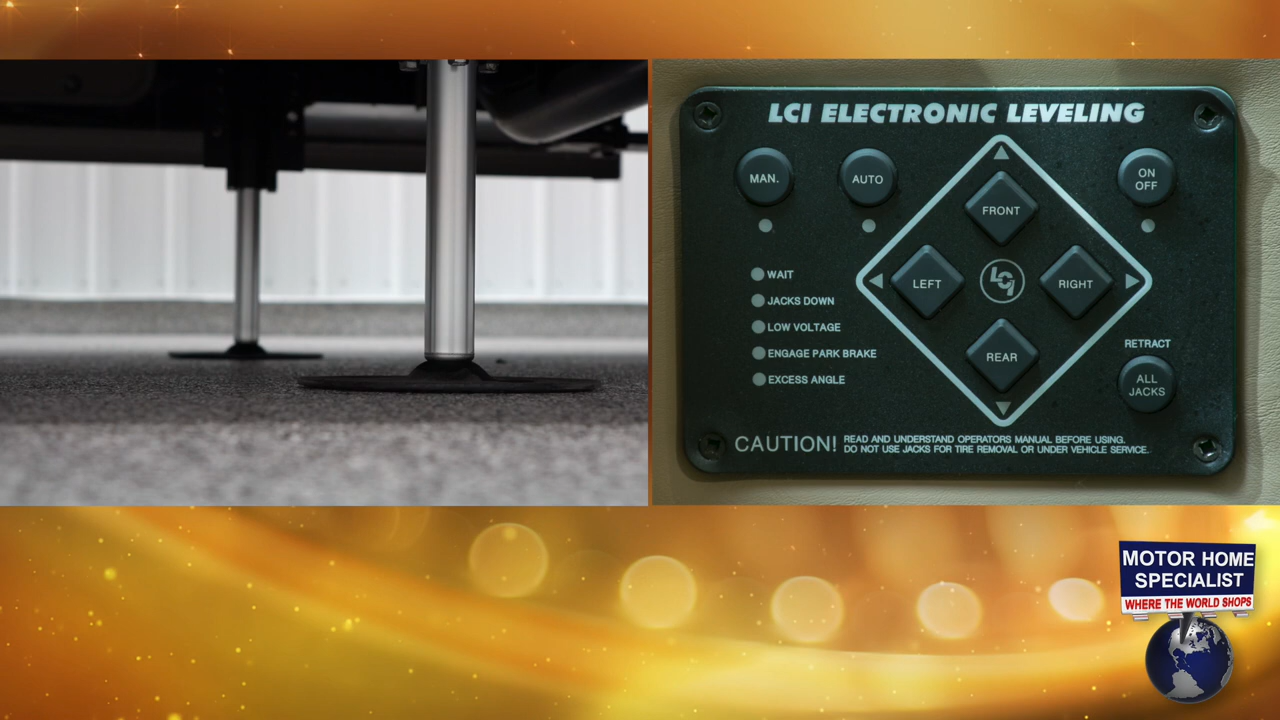 LCI ELECTRONIC LEVELING
MAN.
AUTO
ON
OFF
FRONT
LEFT
LCI
RIGHT
REAR
WAIT
JACKS DOWN
LOW VOLTAGE
ENGAGE PARK BRAKE
EXCESS ANGLE
RETRACT
ALL
JACKS
CAUTION! READ AND UNDERSTAND OPERATORS MANUAL BEFORE USING.
DO NOT USE JACKS FOR TIRE REMOVAL OR UNDER VEHICLE SERVICE.
MOTOR HOME
SPECIALIST
WHERE THE WORLD SHOPS